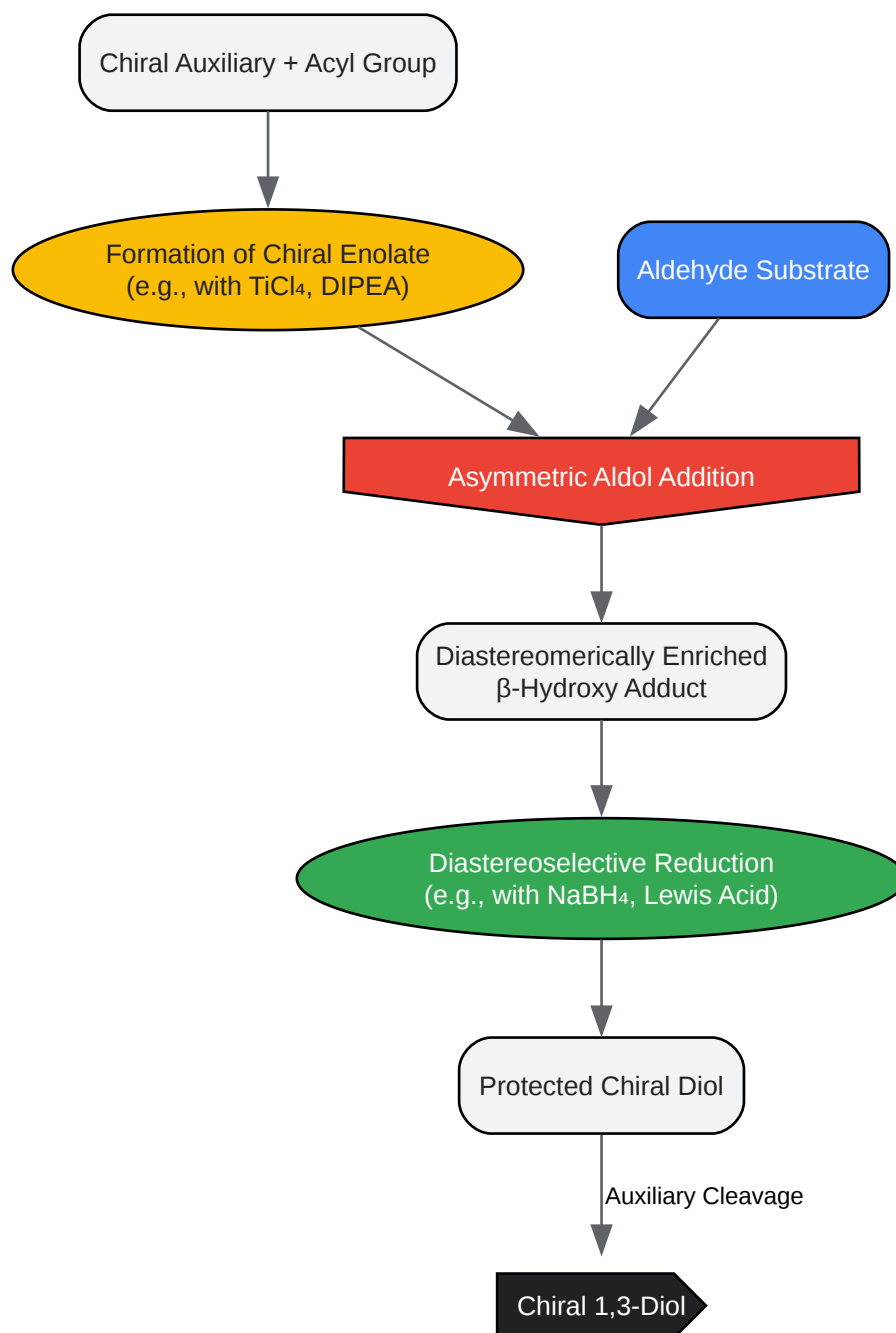 Chiral Auxiliary + Acyl Group
Formation of Chiral Enolate
(e.g., with TiCl₄, DIPEA)
Aldehyde Substrate
Asymmetric Aldol Addition
Diastereomerically Enriched
β-Hydroxy Adduct
Diastereoselective Reduction
(e.g., with NaBH₄, Lewis Acid)
Protected Chiral Diol
Auxiliary Cleavage
Chiral 1,3-Diol